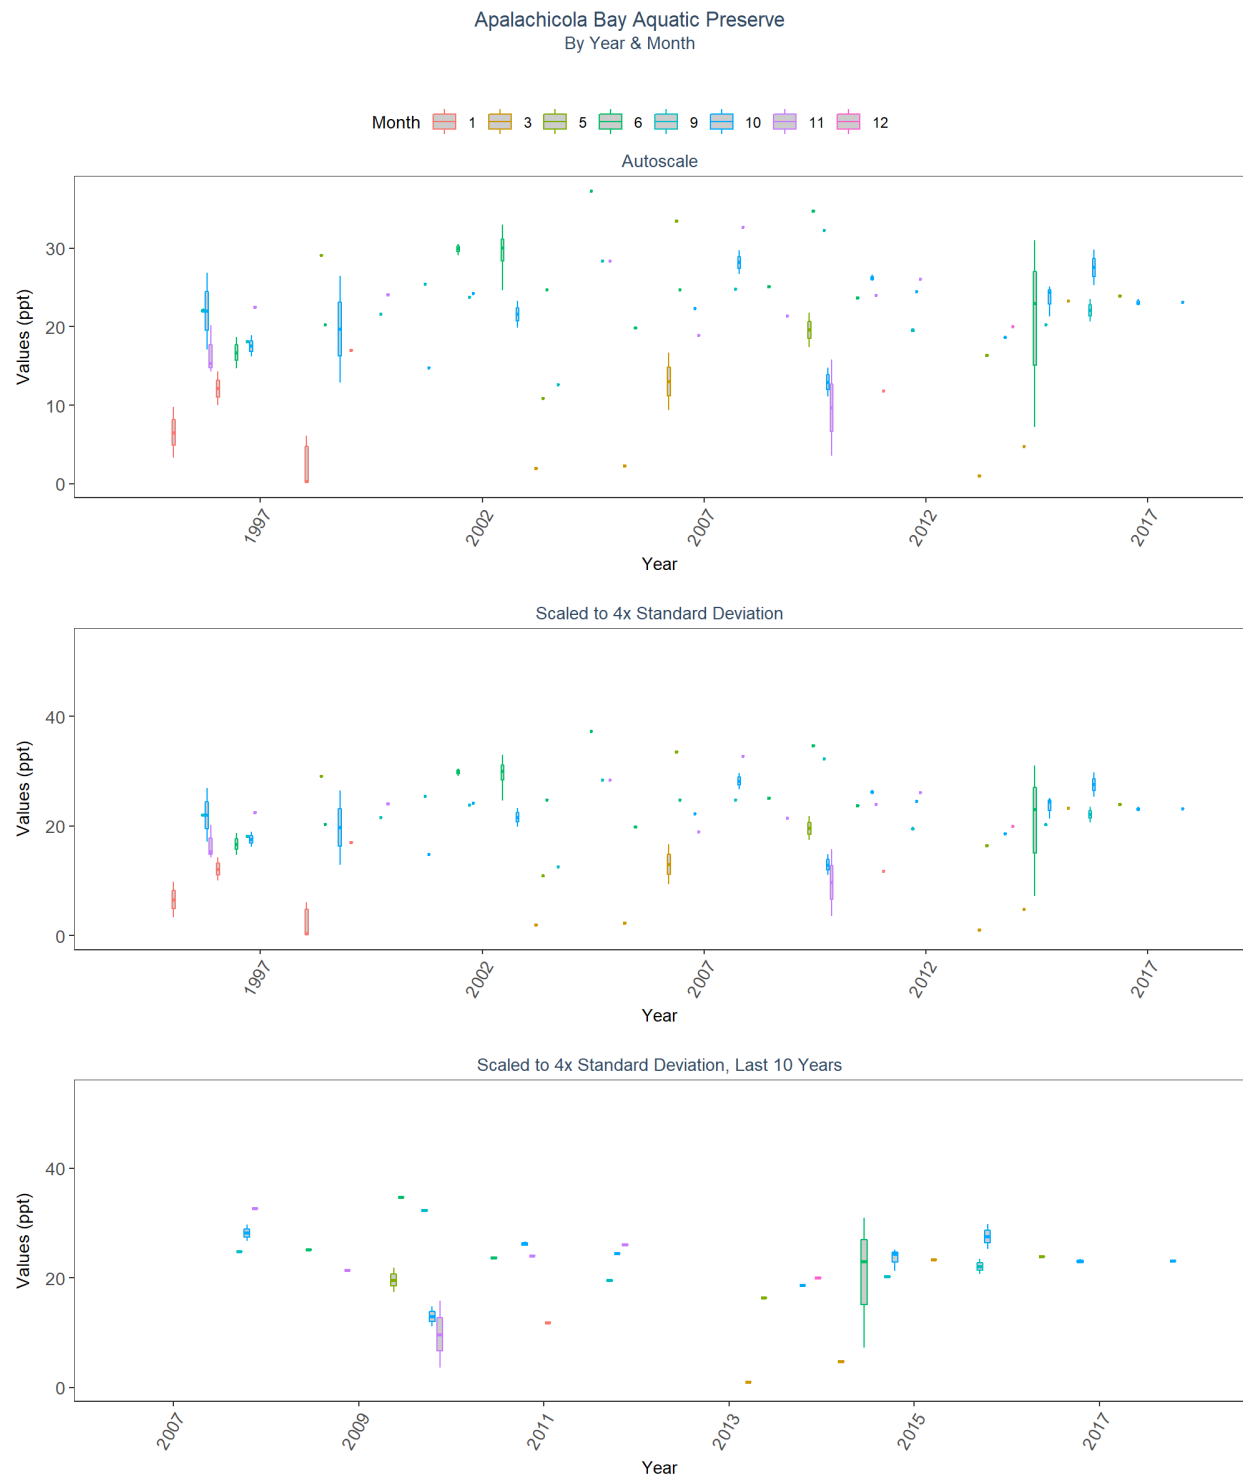 Apalachicola Bay Aquatic Preserve
By Year & Month
Month 1 3 5 6 9 10 11 12
Autoscale
Values (ppt)
30
20
10
0
1997 2002 2007 2012 2017
Year
Scaled to 4x Standard Deviation
Values (ppt)
40
20
0
1997 2002 2007 2012 2017
Year
Scaled to 4x Standard Deviation, Last 10 Years
Values (ppt)
40
20
0
2007 2009 2011 2013 2015 2017
Year